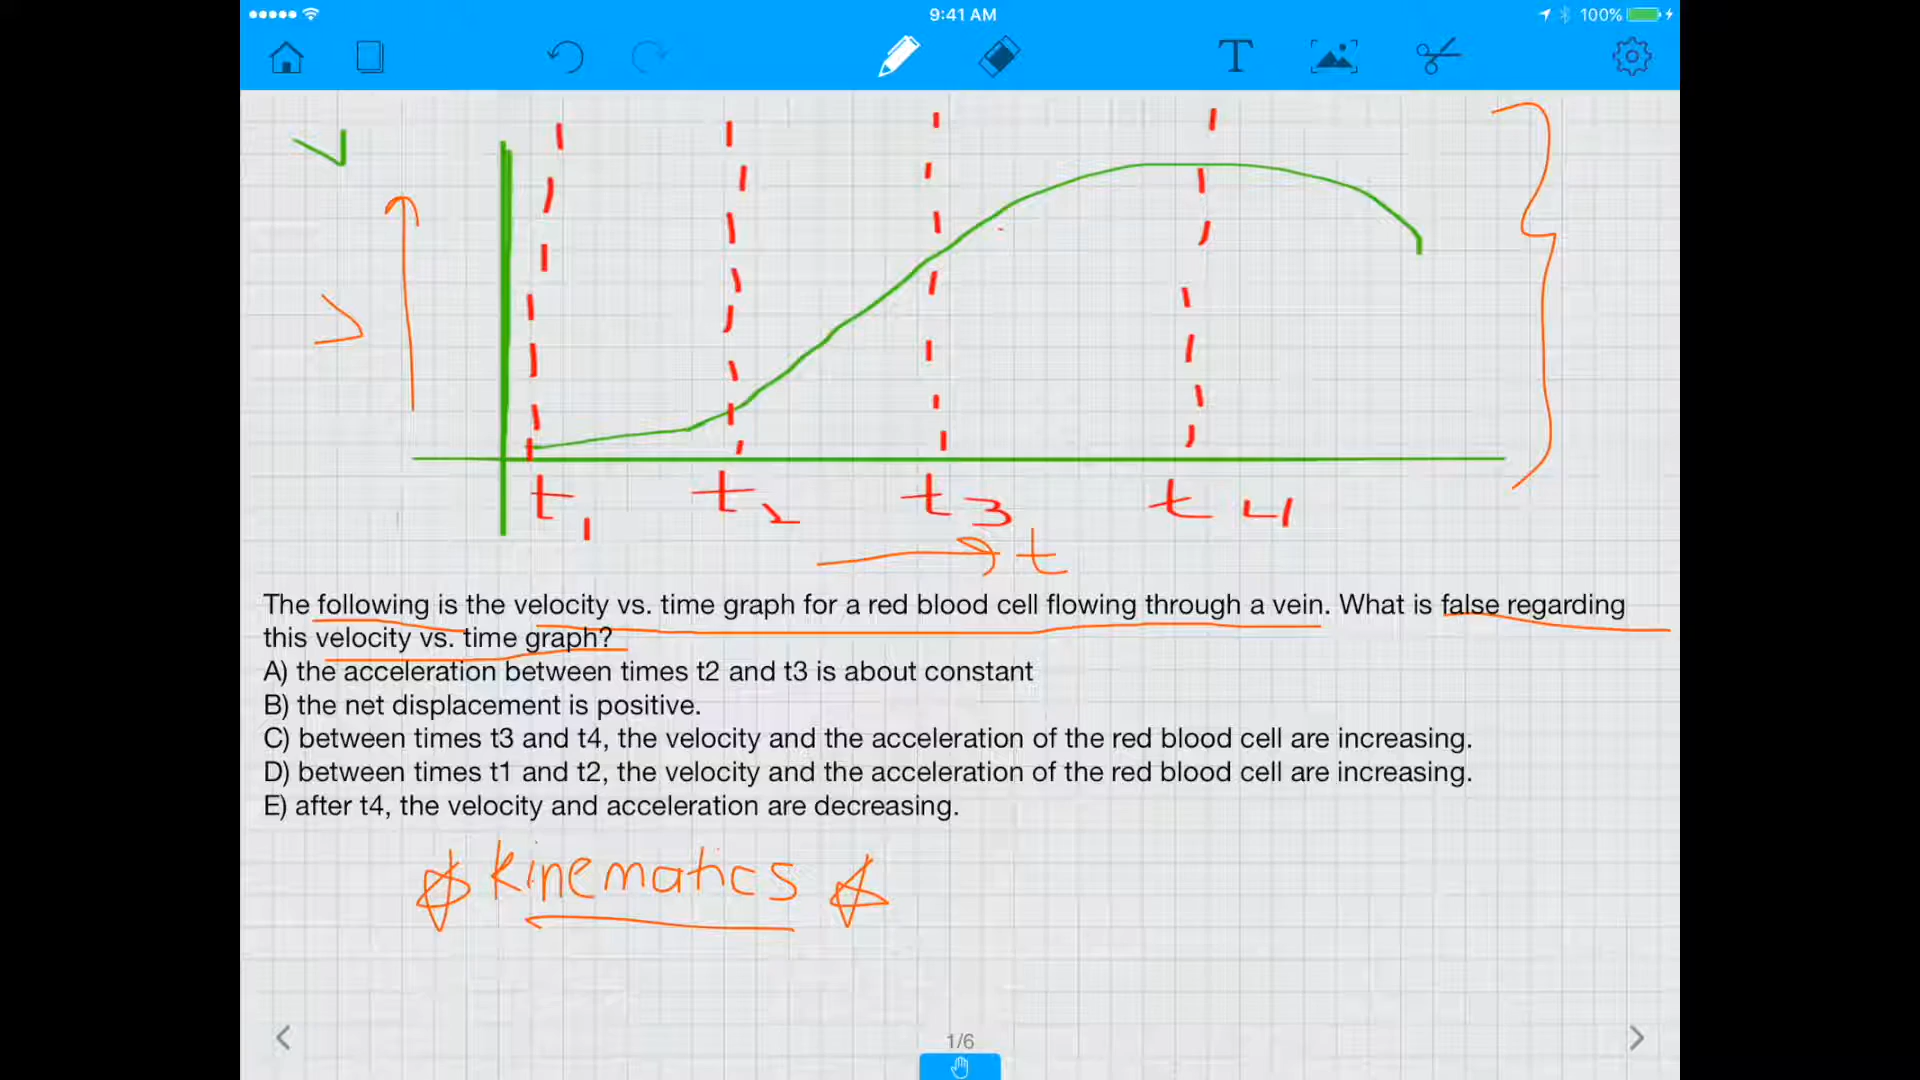 9:41 AM
100%
T
V
V
t1
t2
t3
t4
t
The following is the velocity vs. time graph for a red blood cell flowing through a vein. What is false regarding
this velocity vs. time graph?
A) the acceleration between times t2 and t3 is about constant
B) the net displacement is positive.
C) between times t3 and t4, the velocity and the acceleration of the red blood cell are increasing.
D) between times t1 and t2, the velocity and the acceleration of the red blood cell are increasing.
E) after t4, the velocity and acceleration are decreasing.
kinematics
1/6